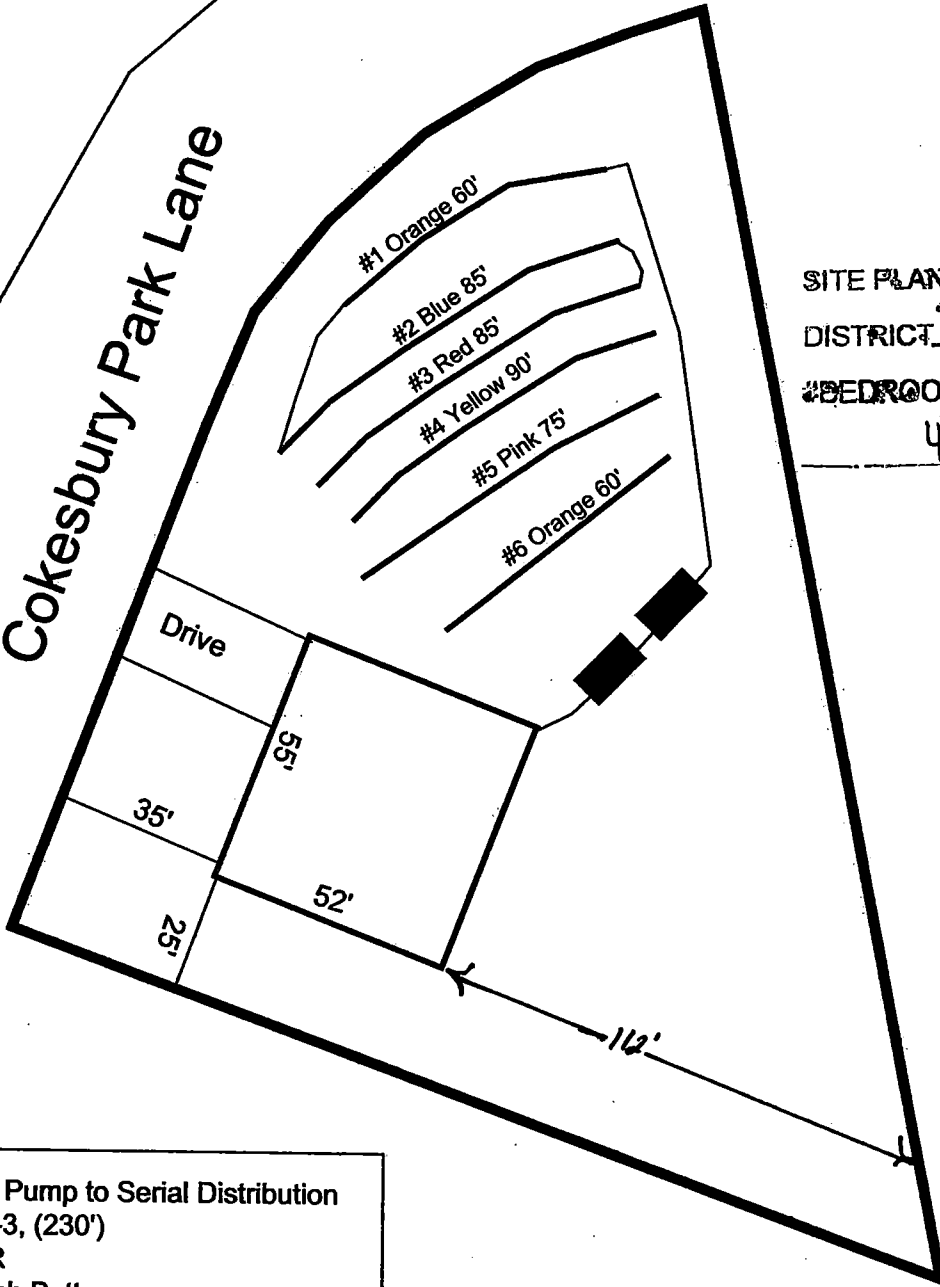 Cokesbury Park Lane
#1 Orange 60'
#2 Blue 85'
#3 Red 85'
#4 Yellow 90'
#5 Pink 75'
#6 Orange 60'
SITE PLAN
DISTRICT
#BEDROO
Drive
55'
35'
52'
25'
112'
Pump to Serial Distribution
-3, (230')